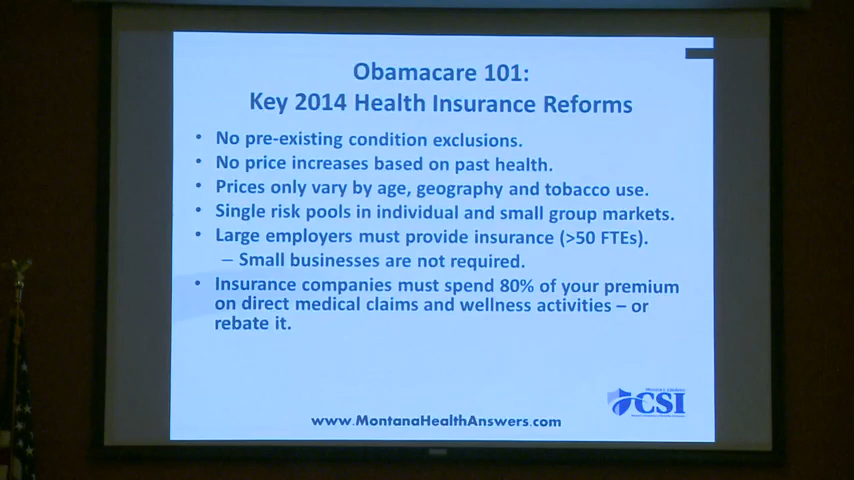 Obamacare 101:
Key 2014 Health Insurance Reforms
• No pre-existing condition exclusions.
• No price increases based on past health.
• Prices only vary by age, geography and tobacco use.
• Single risk pools in individual and small group markets.
• Large employers must provide insurance (>50 FTEs).
– Small businesses are not required.
• Insurance companies must spend 80% of your premium
on direct medical claims and wellness activities – or
rebate it.
CSI
www.MontanaHealthAnswers.com